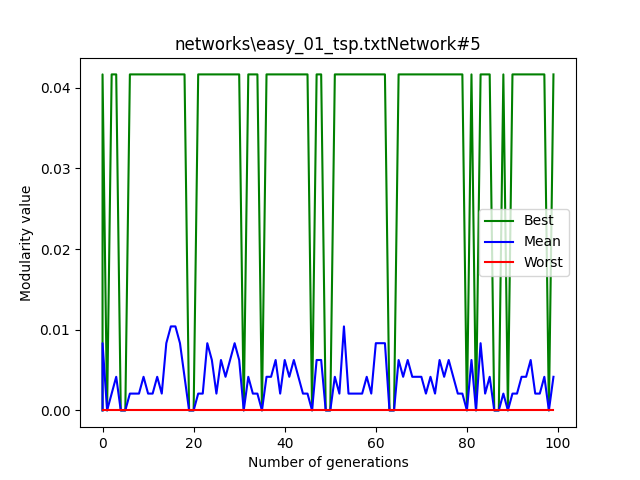 networks\easy_01_tsp.txtNetwork#5
Modularity value
0.04
0.03
0.02
0.01
0.00
Best
Mean
Worst
0 20 40 60 80 100
Number of generations